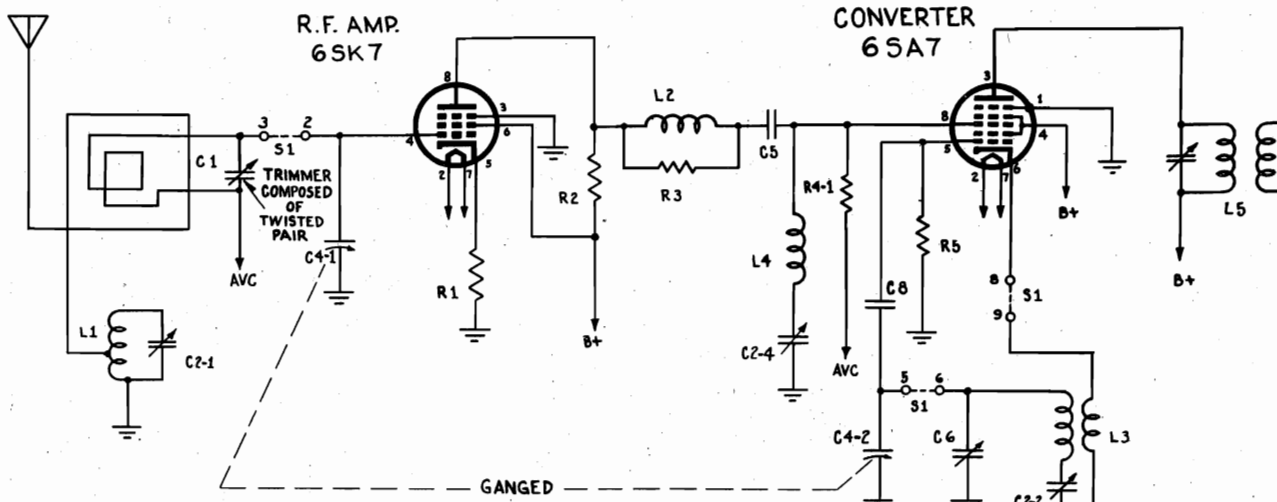 R.F. AMP.
6SK7
CONVERTER
6SA7
8
3
6
4
5
2
7
3
1
8
4
5
2
7
6
L2
C5
R3
R2
3
2
S1
C1
TRIMMER
COMPOSED
OF
TWISTED
PAIR
AVC
C4-1
R1
B+
L4
R4-1
R5
B+
L5
B+
C8
8
S1
9
C2-4
AVC
L1
C2-1
5
6
S1
C4-2
C6
L3
GANGED
C2-2